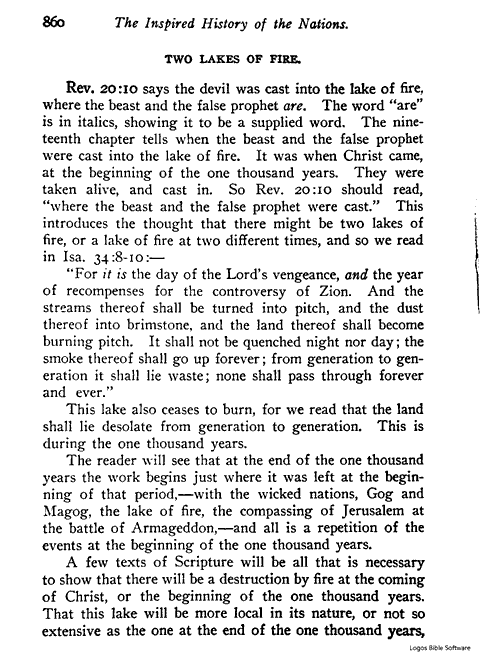 860 The Inspired History of the Nations.
TWO LAKES OF FIRE.
Rev. 20:10 says the devil was cast into the lake of fire,
where the beast and the false prophet are. The word “are”
is in italics, showing it to be a supplied word. The nine-
teenth chapter tells when the beast and the false prophet
were cast into the lake of fire. It was when Christ came,
at the beginning of the one thousand years. They were
taken alive, and cast in. So Rev. 20:10 should read,
“where the beast and the false prophet were cast.” This
introduces the thought that there might be two lakes of
fire, or a lake of fire at two different times, and so we read
in Isa. 34:8-10:—
“For it is the day of the Lord's vengeance, and the year
of recompenses for the controversy of Zion. And the
streams thereof shall be turned into pitch, and the dust
thereof into brimstone, and the land thereof shall become
burning pitch. It shall not be quenched night nor day; the
smoke thereof shall go up forever; from generation to gen-
eration it shall lie waste; none shall pass through forever
and ever.”
This lake also ceases to burn, for we read that the land
shall lie desolate from generation to generation. This is
during the one thousand years.
The reader will see that at the end of the one thousand
years the work begins just where it was left at the begin-
ning of that period,—with the wicked nations, Gog and
Magog, the lake of fire, the compassing of Jerusalem at
the battle of Armageddon,—and all is a repetition of the
events at the beginning of the one thousand years.
A few texts of Scripture will be all that is necessary
to show that there will be a destruction by fire at the coming
of Christ, or the beginning of the one thousand years.
That this lake will be more local in its nature, or not so
extensive as the one at the end of the one thousand years,
Logos Bible Software